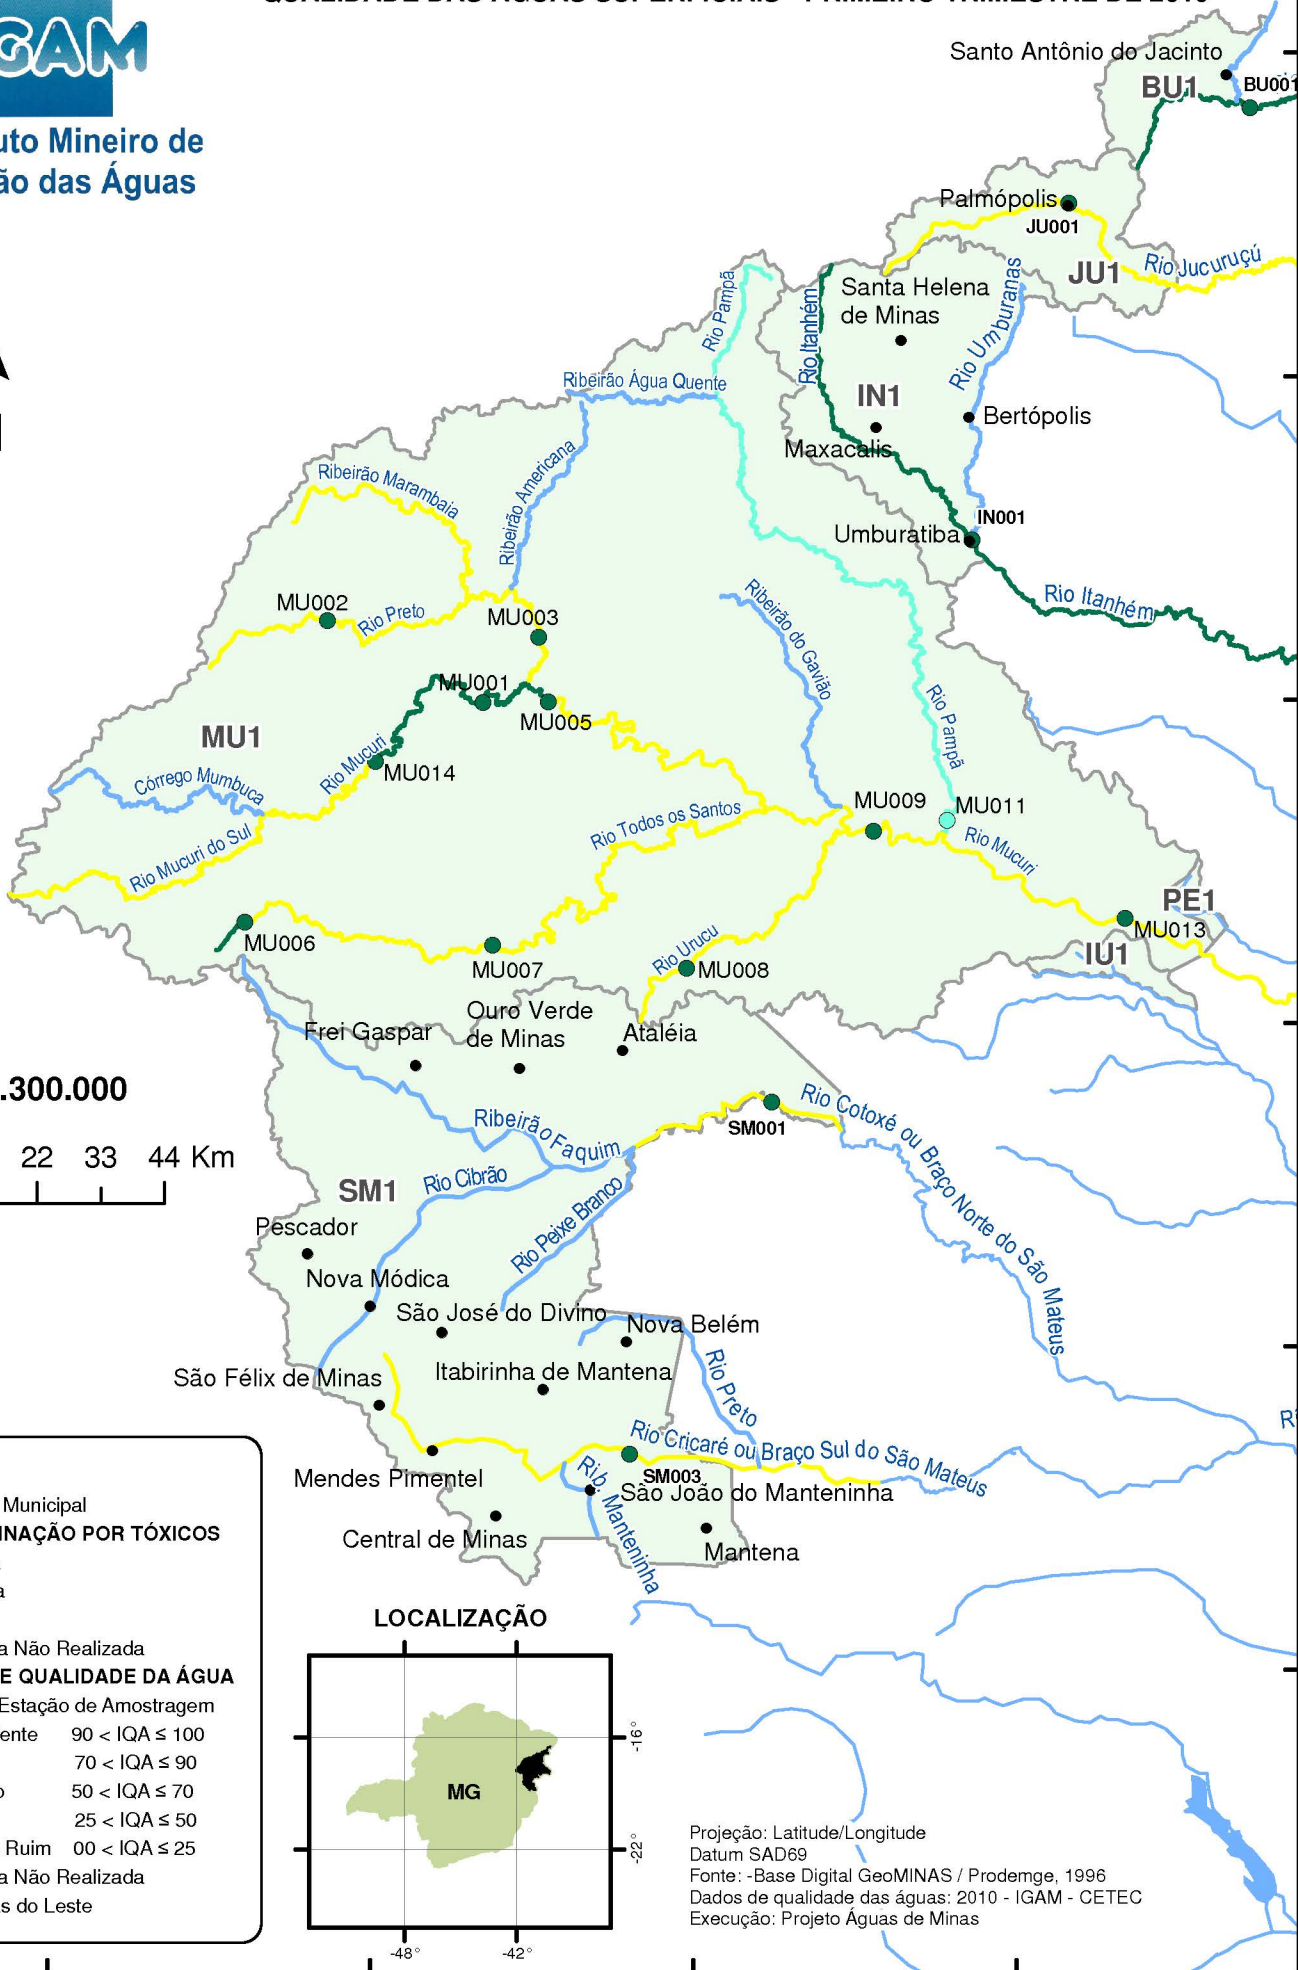 GAM
uto Mineiro de
ão das Águas
Santo Antônio do Jacinto
BU1
BU001
Palmópolis
JU001
JU1
Rio Jucuruçú
Rio Pampã
Rio Itanhém
Santa Helena
de Minas
Rio Umburanas
Ribeirão Água Quente
IN1
Bertópolis
Maxacalis
Ribeirão Americana
Ribeirão Marambaia
IN001
Umburatiba
Rio Itanhém
MU002
Rio Preto
MU003
Ribeirão do Gavião
MU001
MU005
Rio Pampã
MU1
Rio Mucuri
MU014
Córrego Mumbuca
Rio Todos os Santos
MU009
MU011
Rio Mucuri
Rio Mucuri do Sul
PE1
MU013
MU006
MU007
Rio Urucu
MU008
IU1
Frei Gaspar
Ouro Verde
de Minas
Ataléia
.300.000
22 33 44 Km
Ribeirão Faquim
SM001
Rio Cotoxé ou Braço Norte do São Mateus
SM1
Rio Cibrão
Rio Peixe Branco
Pescador
Nova Módica
São José do Divino
Nova Belém
São Félix de Minas
Itabirinha de Mantena
Rio Preto
Rio Cricaré ou Braço Sul do São Mateus
Mendes Pimentel
Rib. Manteninha
SM003
São João do Manteninha
Central de Minas
Mantena
Municipal
INAÇÃO POR TÓXICOS
a
a Não Realizada
E QUALIDADE DA ÁGUA
Estação de Amostragem
ente 90 < IQA ≤ 100
70 < IQA ≤ 90
o 50 < IQA ≤ 70
25 < IQA ≤ 50
Ruim 00 < IQA ≤ 25
a Não Realizada
s do Leste
LOCALIZAÇÃO
MG
-16°
-22°
-48°
-42°
Projeção: Latitude/Longitude
Datum SAD69
Fonte: -Base Digital GeoMINAS / Prodemge, 1996
Dados de qualidade das águas: 2010 - IGAM - CETEC
Execução: Projeto Águas de Minas